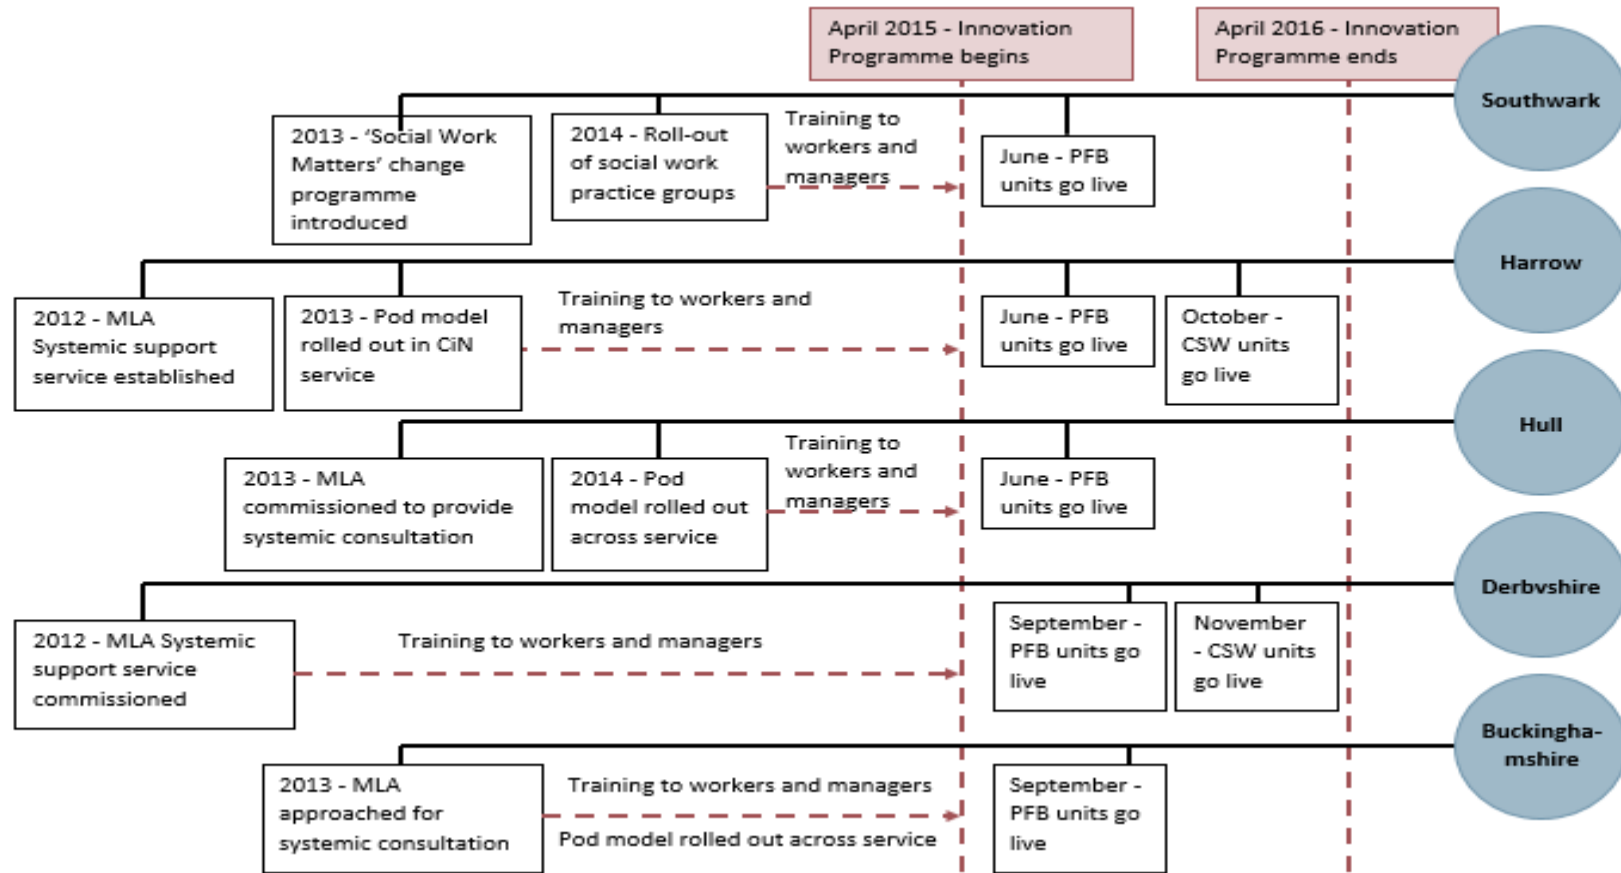 April 2015 - Innovation
Programme begins
April 2016 - Innovation
Programme ends
Southwark
2013 - ‘Social Work
Matters’ change
programme
introduced
2014 - Roll-out
of social work
practice groups
Training to
workers and
managers
June - PFB
units go live
Harrow
2012 - MLA
Systemic support
service established
2013 - Pod model
rolled out in CiN
service
Training to workers and
managers
June - PFB
units go live
October -
CSW units
go live
Hull
2013 - MLA
commissioned to provide
systemic consultation
2014 - Pod
model rolled out
across service
Training to
workers and
managers
June - PFB
units go live
Derbyshire
2012 - MLA Systemic
support service
commissioned
Training to workers and managers
September -
PFB units go
live
November
- CSW units
go live
Buckingha-
mshire
2013 - MLA
approached for
systemic consultation
Training to workers and managers
Pod model rolled out across service
September -
PFB units go
live